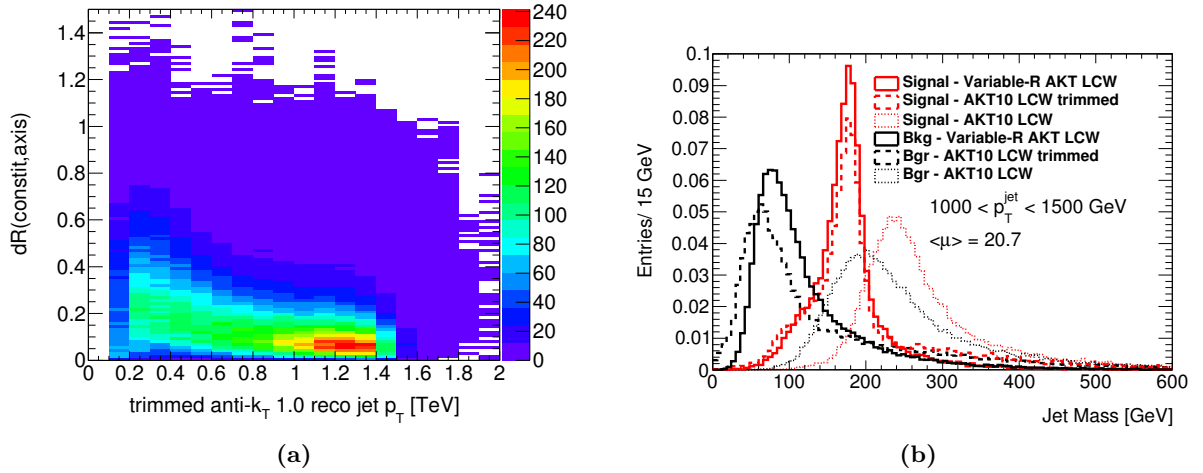 1.4
1.2
1
0.8
0.6
0.4
0.2
0
dR(constit,axis)
0 0.2 0.4 0.6 0.8 1 1.2 1.4 1.6 1.8 2
trimmed anti-k_T 1.0 reco jet p_T [TeV]
240
220
200
180
160
140
120
100
80
60
40
20
0
(a)
0.1
0.09
0.08
0.07
0.06
0.05
0.04
0.03
0.02
0.01
0
Entries/ 15 GeV
Signal - Variable-R AKT LCW
Signal - AKT10 LCW trimmed
Signal - AKT10 LCW
Bkg - Variable-R AKT LCW
Bgr - AKT10 LCW trimmed
Bgr - AKT10 LCW
1000 < p_T^jet < 1500 GeV
<μ> = 20.7
0 100 200 300 400 500 600
Jet Mass [GeV]
(b)